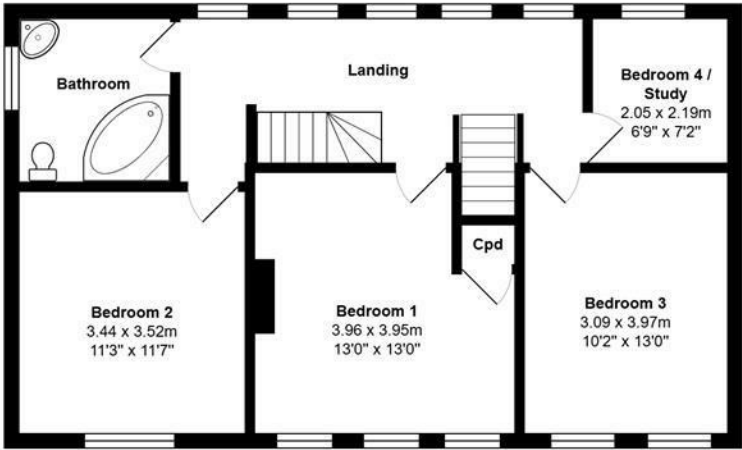 Bathroom
Landing
Bedroom 4 /
Study
2.05 x 2.19m
6'9" x 7'2"
Cpd
Bedroom 2
3.44 x 3.52m
11'3" x 11'7"
Bedroom 1
3.96 x 3.95m
13'0" x 13'0"
Bedroom 3
3.09 x 3.97m
10'2" x 13'0"